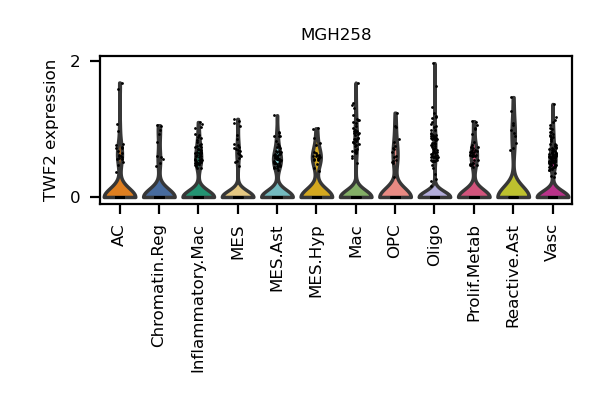 MGH258
TWF2 expression
2
0
AC
Chromatin.Reg
Inflammatory.Mac
MES
MES.Ast
MES.Hyp
Mac
OPC
Oligo
Prolif.Metab
Reactive.Ast
Vasc